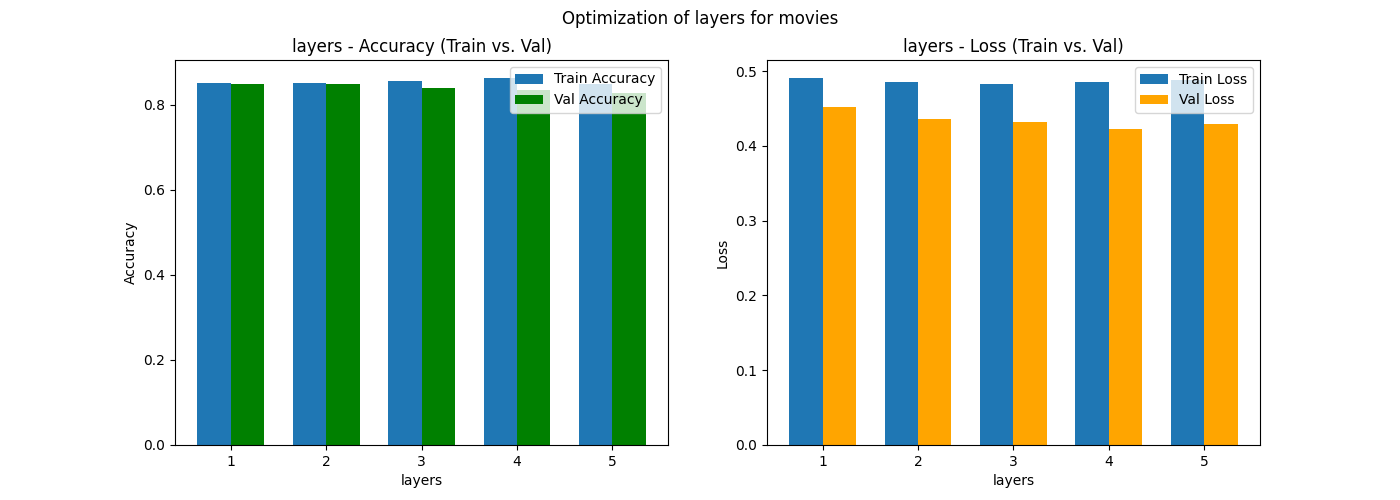 Optimization of layers for movies
layers - Accuracy (Train vs. Val)
Train Accuracy
Val Accuracy
0.8
0.6
0.4
0.2
0.0
Accuracy
1 2 3 4 5
layers
layers - Loss (Train vs. Val)
Train Loss
Val Loss
0.5
0.4
0.3
0.2
0.1
0.0
Loss
1 2 3 4 5
layers